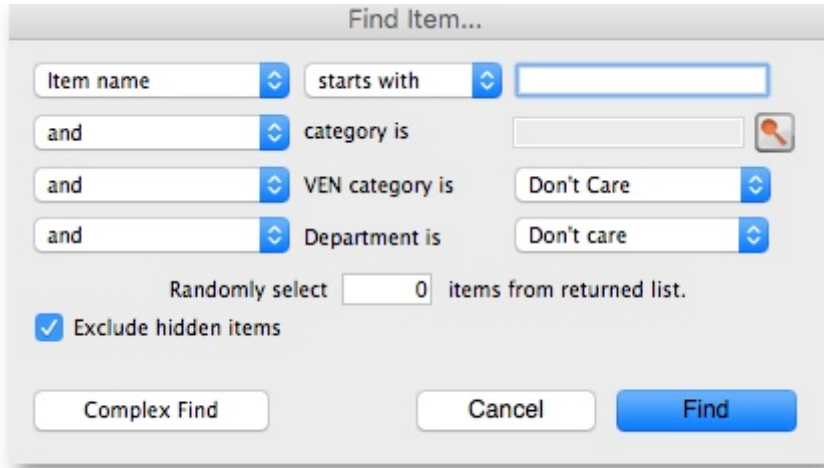 Find Item...
Item name starts with
and category is
and VEN category is Don't Care
and Department is Don't care
Randomly select 0 items from returned list.
Exclude hidden items
Complex Find Cancel Find